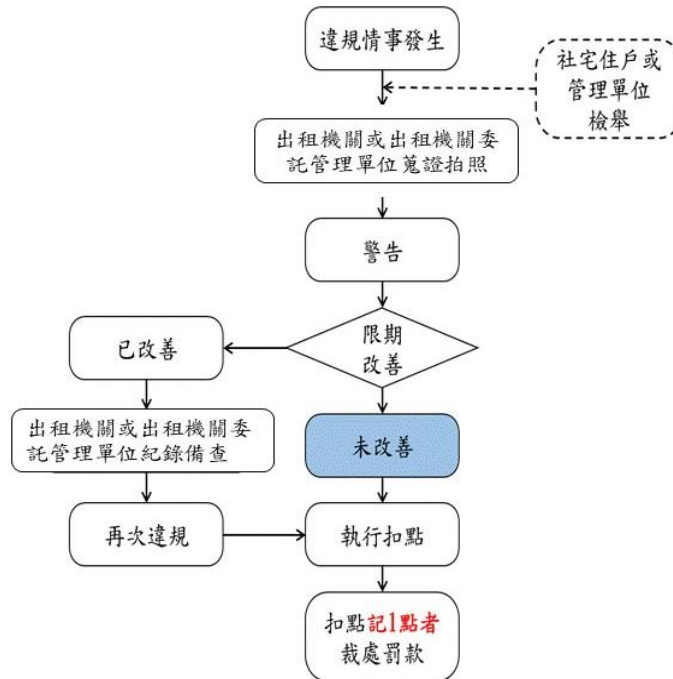 違規情事發生
社宅住戶或
管理單位
檢舉
出租機關或出租機關委
託管理單位蒐證拍照
警告
限期
改善
已改善
出租機關或出租機關委
託管理單位紀錄備查
未改善
再次違規
執行扣點
扣點記1點者
裁處罰款